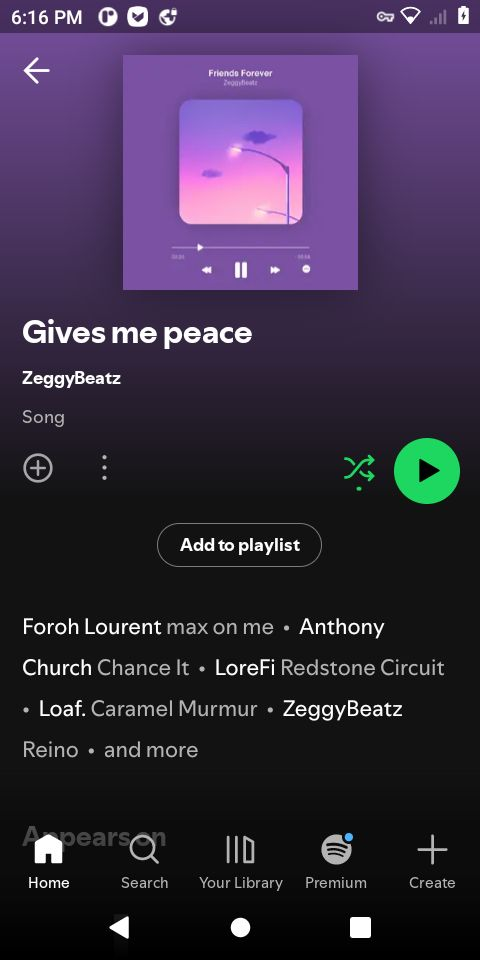 6:16 PM
Friends Forever
ZeggyBeatz
Gives me peace
ZeggyBeatz
Song
Add to playlist
Foroh Lourent max on me • Anthony
Church Chance It • LoreFi Redstone Circuit
• Loaf. Caramel Murmur • ZeggyBeatz
Reino • and more
Appears on
Home Search Your Library Premium Create